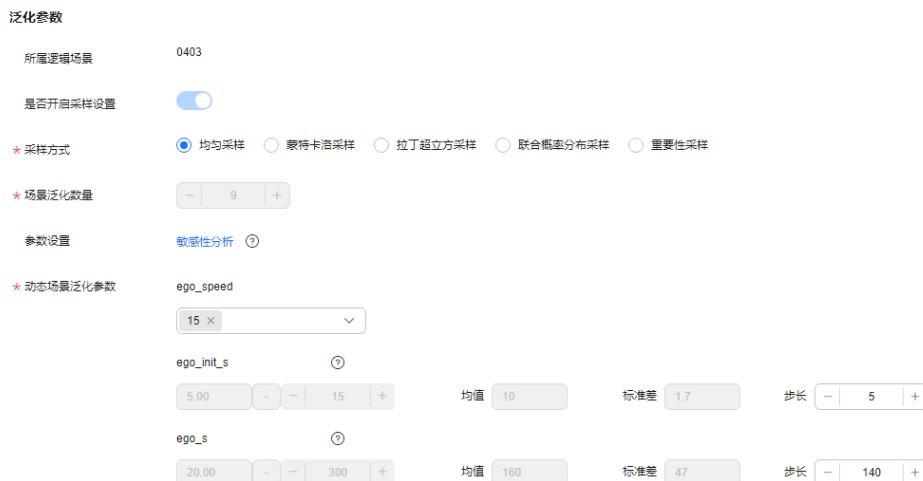 泛化参数
所属逻辑场景 0403
是否开启采样设置
* 采样方式 均匀采样 蒙特卡洛采样 拉丁超立方采样 联合概率分布采样 重要性采样
* 场景泛化数量 − 9 +
参数设置 敏感性分析 ?
* 动态场景泛化参数 ego_speed
15 ×
ego_init_s ?
5.00 - − 15 + 均值 10 标准差 1.7 步长 − 5 +
ego_s ?
20.00 - − 300 + 均值 160 标准差 47 步长 − 140 +